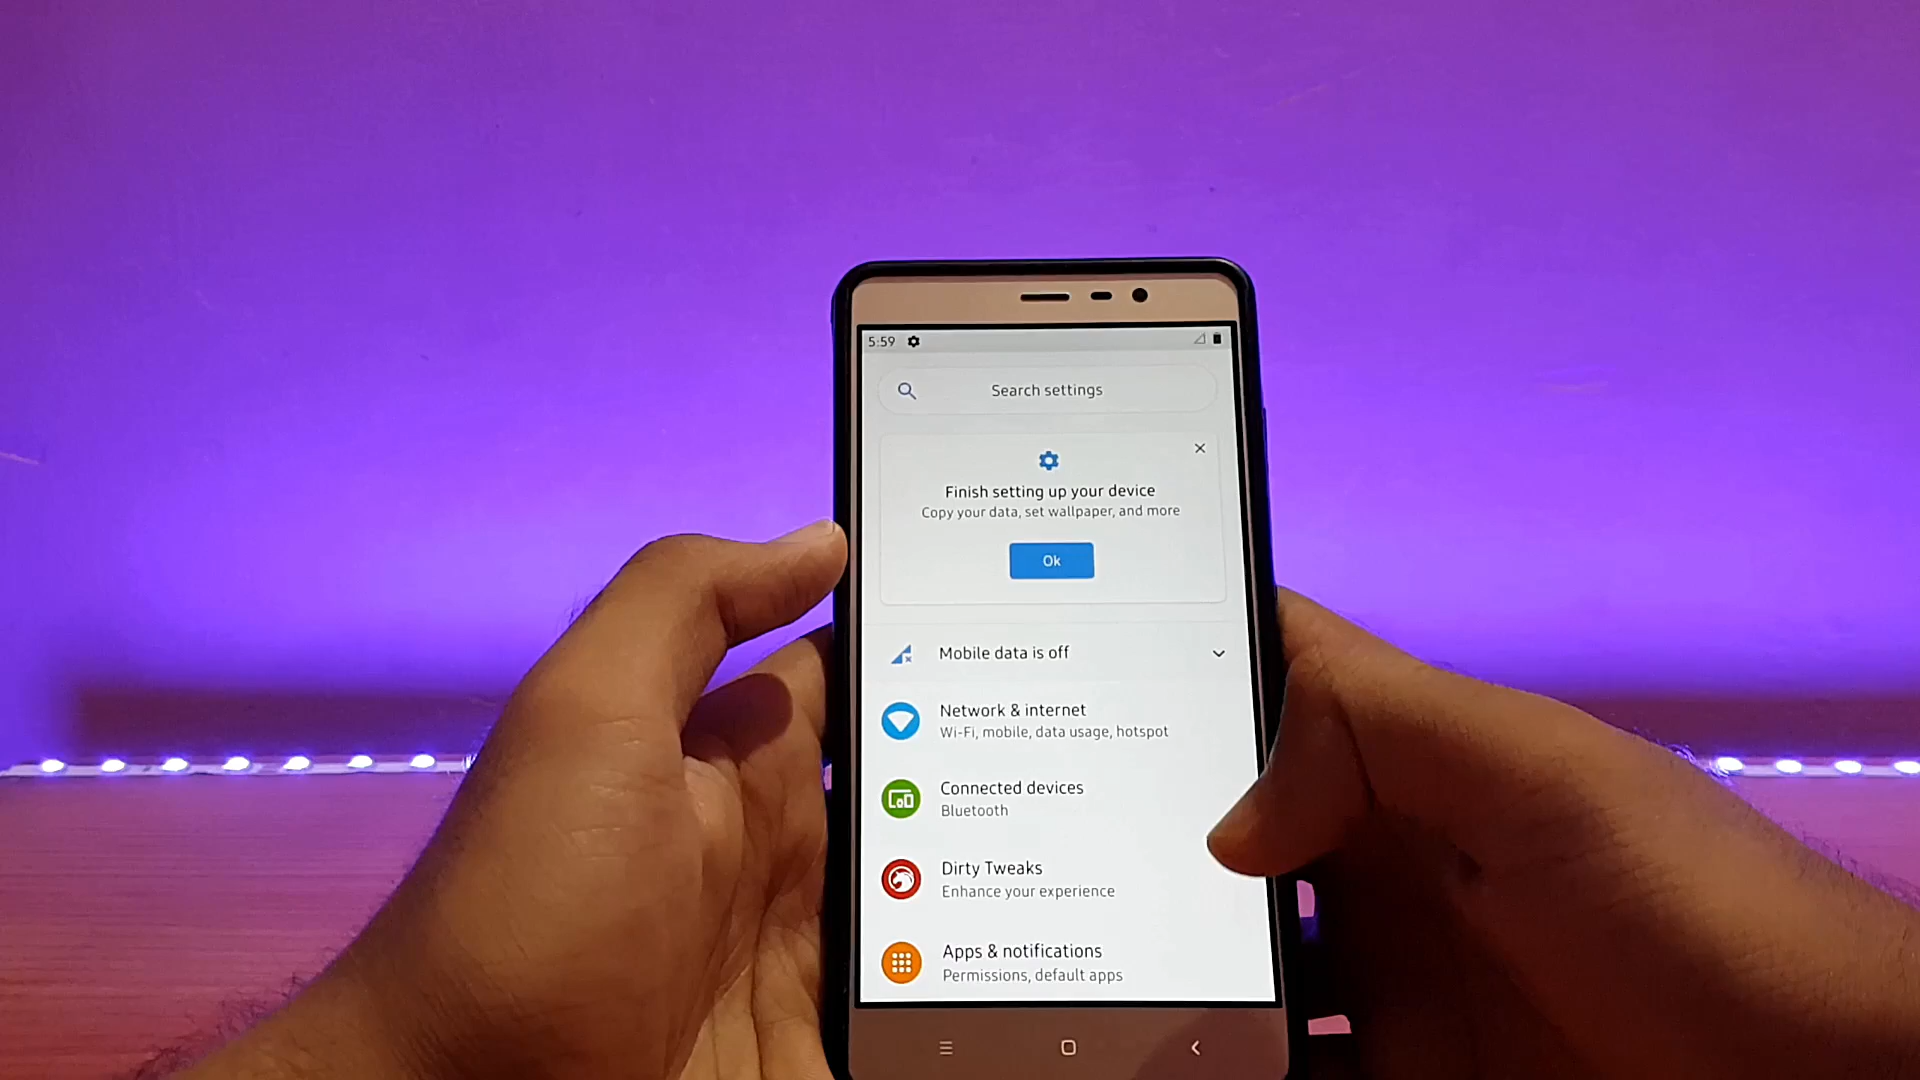 5:59
Search settings
Finish setting up your device
Copy your data, set wallpaper, and more
Ok
Mobile data is off
Network & internet
Wi-Fi, mobile, data usage, hotspot
Connected devices
Bluetooth
Dirty Tweaks
Enhance your experience
Apps & notifications
Permissions, default apps